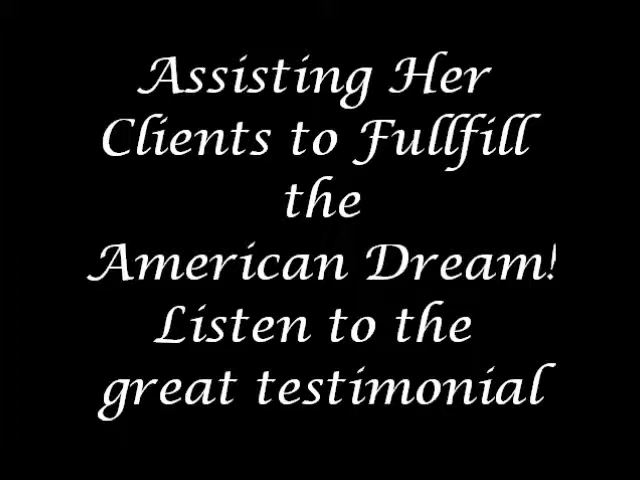 Assisting Her
Clients to Fullfill
the
American Dream!
Listen to the
great testimonial